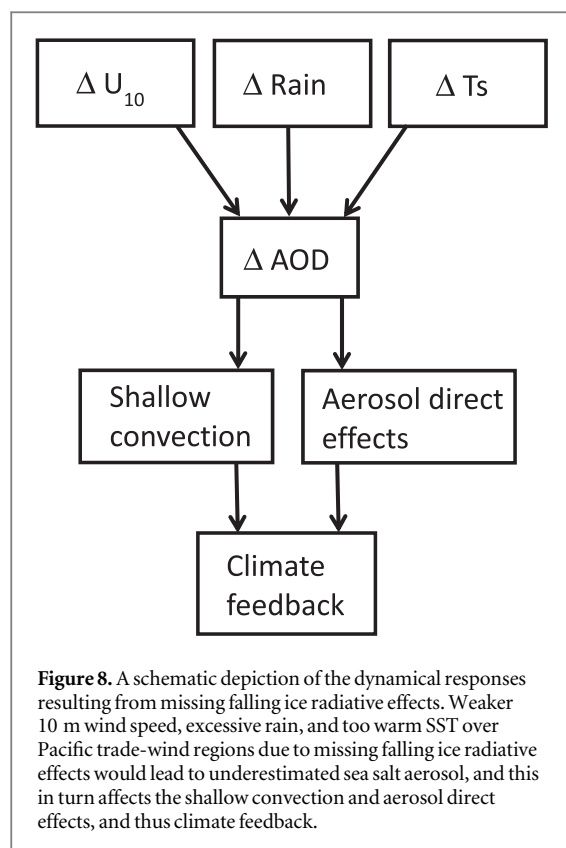 Δ U₁₀
Δ Rain
Δ Ts
Δ AOD
Shallow
convection
Aerosol direct
effects
Climate
feedback
Figure 8. A schematic depiction of the dynamical responses
resulting from missing falling ice radiative effects. Weaker
10 m wind speed, excessive rain, and too warm SST over
Pacific trade-wind regions due to missing falling ice radiative
effects would lead to underestimated sea salt aerosol, and this
in turn affects the shallow convection and aerosol direct
effects, and thus climate feedback.